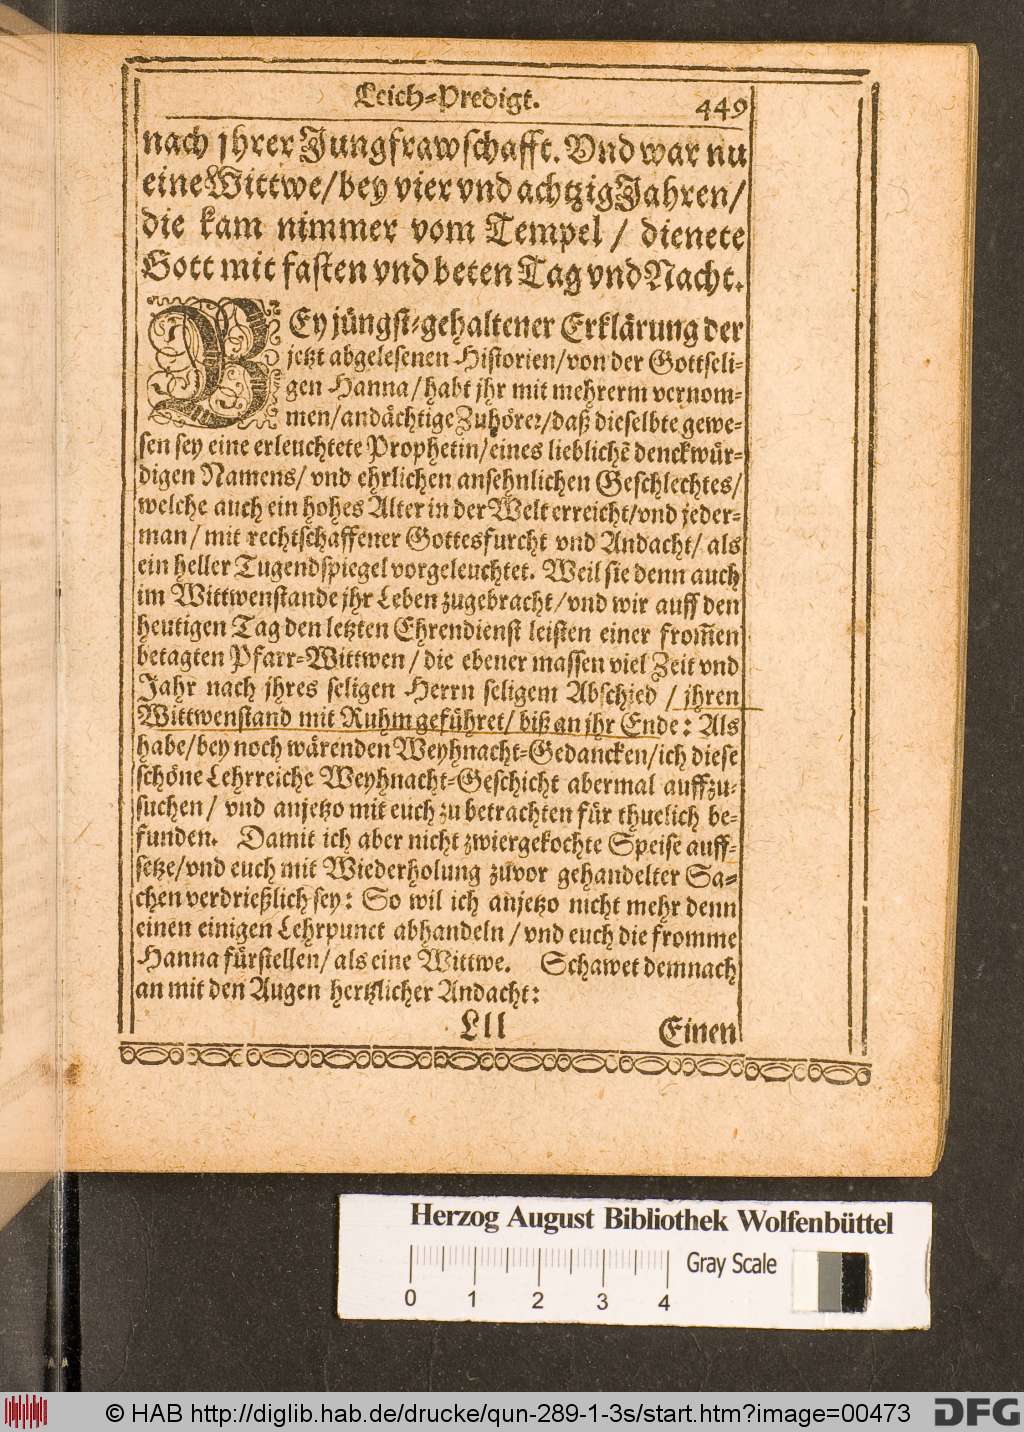 Leich-Predigt. 449
nach jhrer Jungfrawschafft. Vnd war nu
eine Wittwe/ bey vier vnd achtzig Jahren/
die kam nimmer vom Tempel / dienete
Gott mit fasten vnd beten Tag vnd Nacht.
BEy jüngst-gehaltener Erklärung der
jetzt abgelesenen Historien/ von der Gottseli-
gen Hanna/ habt jhr mit mehrerm vernom-
men/ andächtige Zuhörer/ daß dieselbte gewe-
sen sey eine erleuchtete Prophetin/ eines lieblichē denckwür-
digen Namens/ vnd ehrlichen ansehnlichen Geschlechtes/
welche auch ein hohes Alter in der Welt erreicht/ vnd jeder-
man/ mit rechtschaffener Gottesfurcht vnd Andacht/ als
ein heller Tugendspiegel vorgeleuchtet. Weil sie denn auch
im Wittwenstande jhr Leben zugebracht/ vnd wir auff den
heutigen Tag den letzten Ehrendienst leisten einer from̄en
betagten Pfarr-Wittwen / die ebener massen viel Zeit vnd
Jahr nach jhres seligen Herrn seligem Abschied / jhren
Wittwenstand mit Ruhm geführet/ biß an jhr Ende: Als
habe/ bey noch wärenden Weyhnacht-Gedancken/ ich diese
schöne Lehrreiche Weyhnacht-Geschicht abermal auffzu-
suchen / vnd anjetzo mit euch zu betrachten für thuelich be-
funden. Damit ich aber nicht zwiergekochte Speise auff-
setze/ vnd euch mit Wiederholung zuvor gehandelter Sa-
chen verdrießlich sey: So wil ich anjetzo nicht mehr denn
einen einigen Lehrpunct abhandeln / vnd euch die fromme
Hanna fürstellen/ als eine Wittwe. Schawet demnach
an mit den Augen hertzlicher Andacht:
Lll Einen
Herzog August Bibliothek Wolfenbüttel
Gray Scale
0 1 2 3 4
© HAB http://diglib.hab.de/drucke/qun-289-1-3s/start.htm?image=00473 DFG